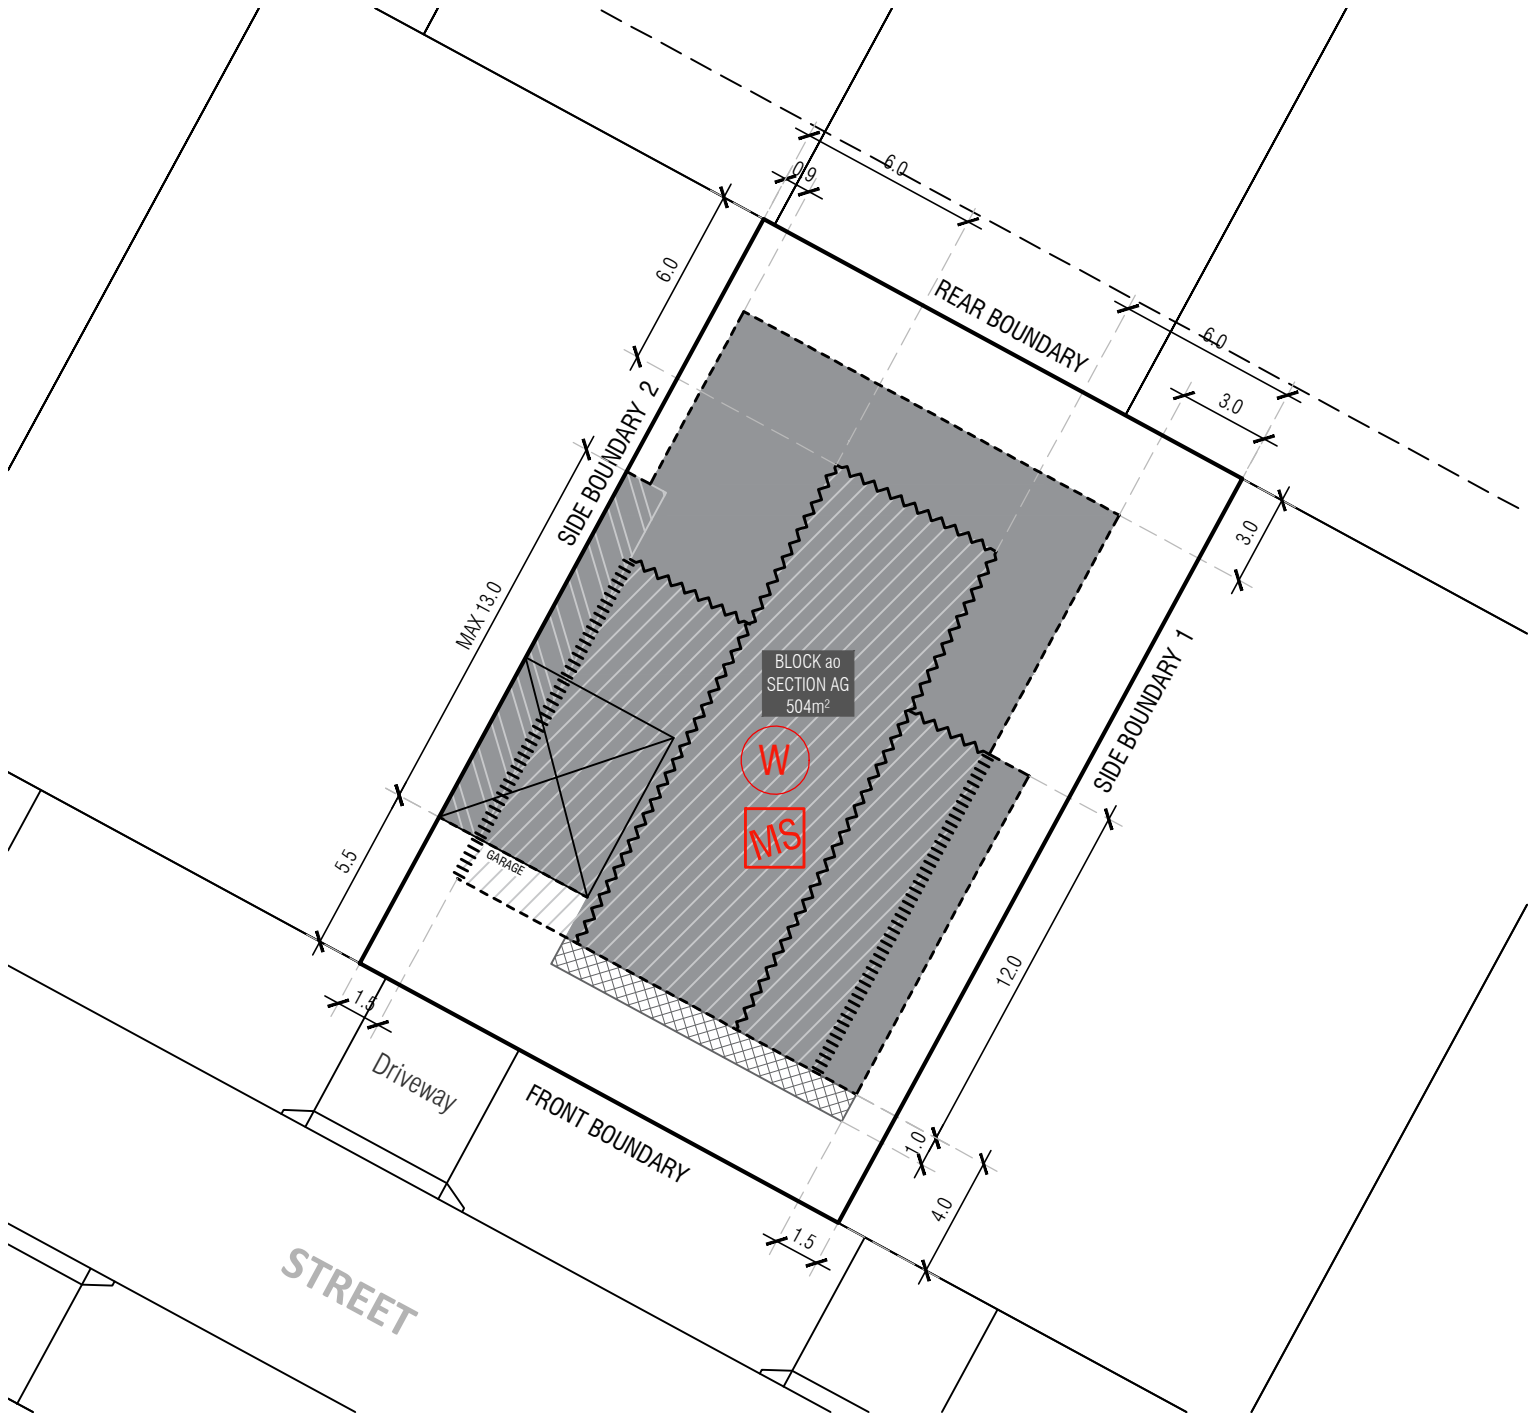 6.0
0.9
6.0
REAR BOUNDARY
6.0
3.0
SIDE BOUNDARY 2
3.0
MAX 13.0
BLOCK ao
SECTION AG
504m²
SIDE BOUNDARY 1
W
MS
GARAGE
5.5
12.0
1.5
Driveway
FRONT BOUNDARY
1.0
4.0
1.5
STREET